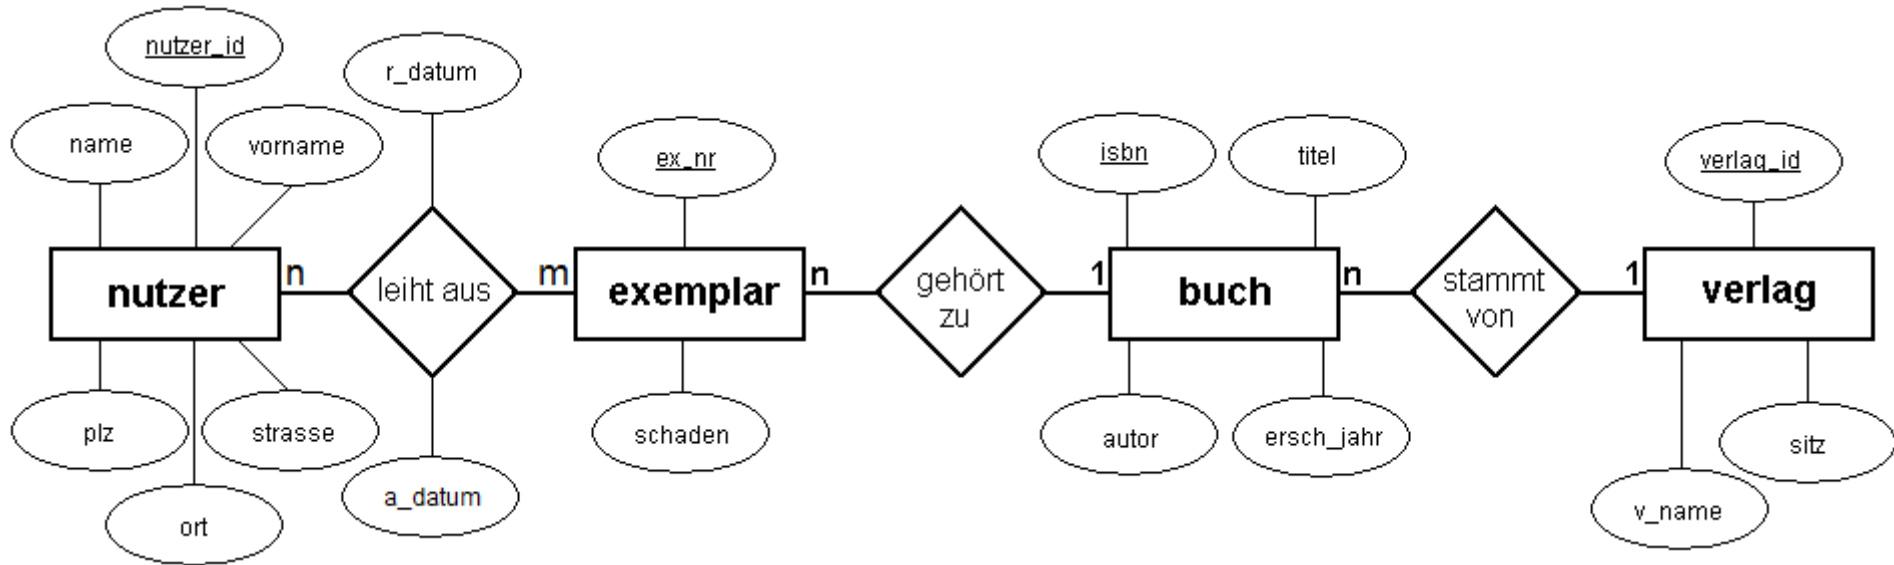 nutzer_id
r_datum
name
vorname
ex_nr
isbn
titel
verlag_id
nutzer
n
leiht aus
m
exemplar
n
gehört
zu
1
buch
n
stammt
von
1
verlag
plz
strasse
schaden
autor
ersch_jahr
sitz
a_datum
v_name
ort